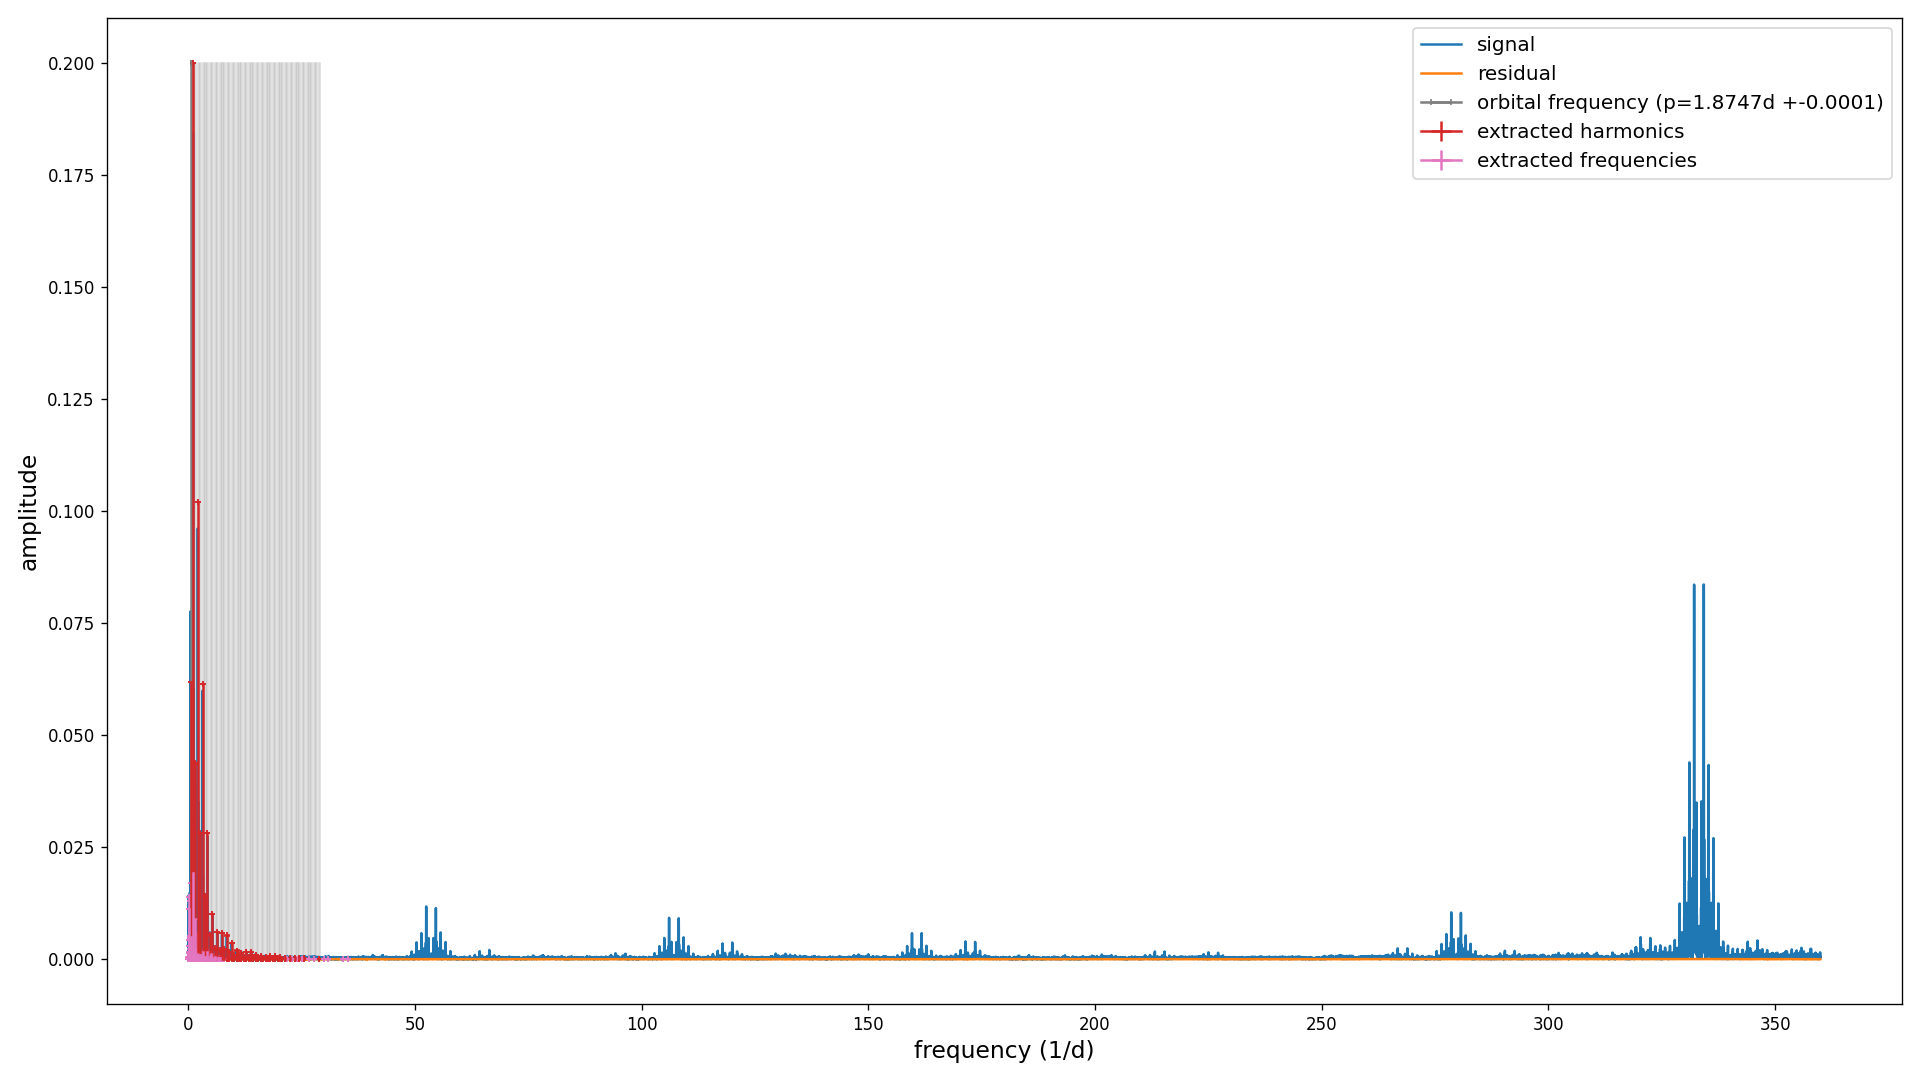 signal
residual
orbital frequency (p=1.8747d +-0.0001)
extracted harmonics
extracted frequencies
0.200
0.175
0.150
0.125
0.100
0.075
0.050
0.025
0.000
amplitude
0 50 100 150 200 250 300 350
frequency (1/d)